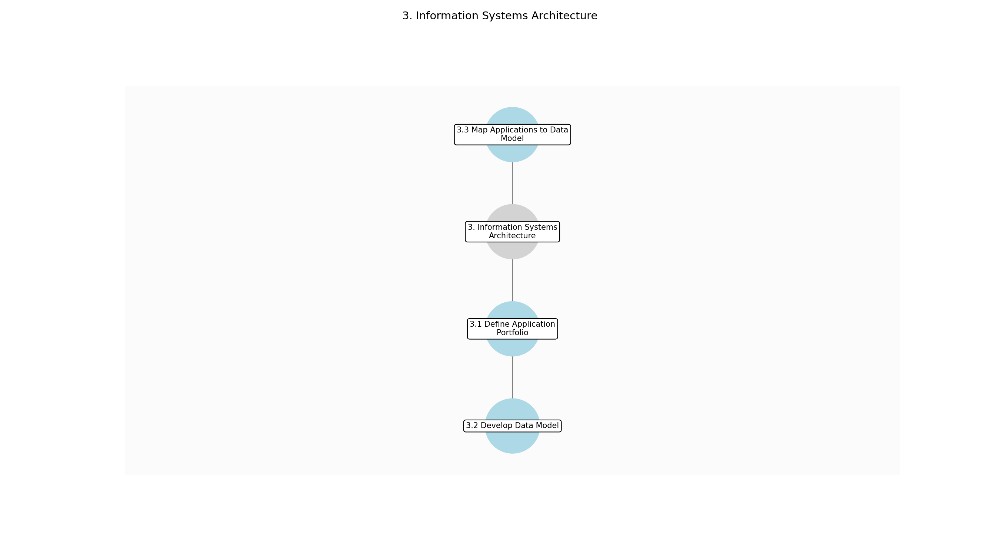 3. Information Systems Architecture
3.3 Map Applications to Data
Model
3. Information Systems
Architecture
3.1 Define Application
Portfolio
3.2 Develop Data Model